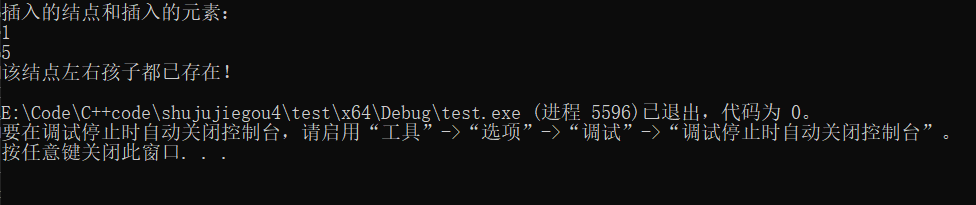 插入的结点和插入的元素：
1
5
该结点左右孩子都已存在！
E:\Code\C++code\shujujiegou4\test\x64\Debug\test.exe (进程 5596)已退出，代码为 0。
要在调试停止时自动关闭控制台，请启用“工具”->“选项”->“调试”->“调试停止时自动关闭控制台”。
按任意键关闭此窗口. . .